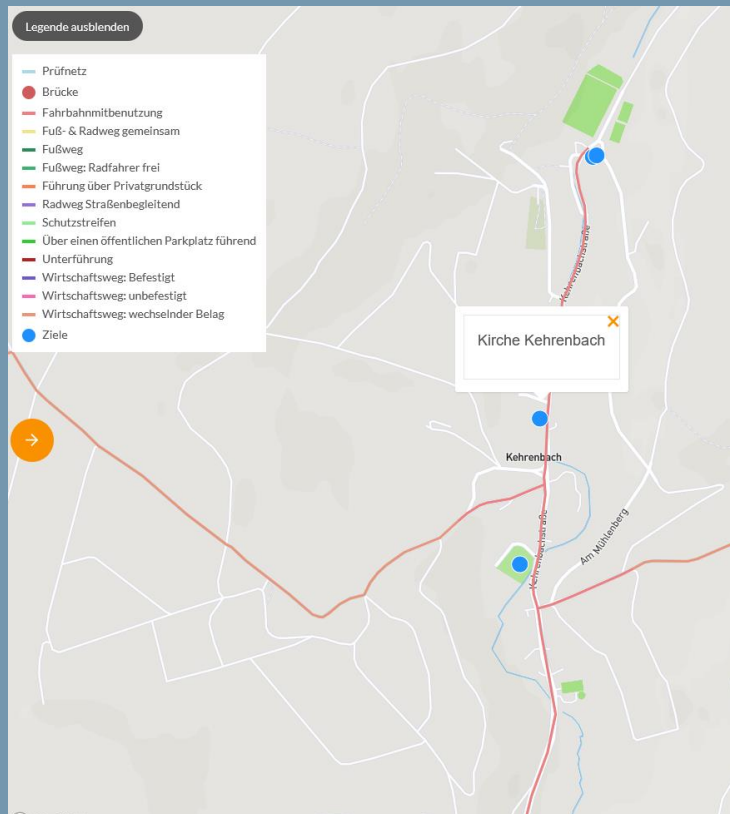 Legende ausblenden
Prüfnetz
Brücke
Fahrbahnmitbenutzung
Fuß- & Radweg gemeinsam
Fußweg
Fußweg: Radfahrer frei
Führung über Privatgrundstück
Radweg Straßenbegleitend
Schutzstreifen
Über einen öffentlichen Parkplatz führend
Unterführung
Wirtschaftsweg: Befestigt
Wirtschaftsweg: unbefestigt
Wirtschaftsweg: wechselnder Belag
Ziele
Kehrenbachstraße
Kirche Kehrenbach
Kehrenbach
Kehrenbachstraße
Am Mühlenberg